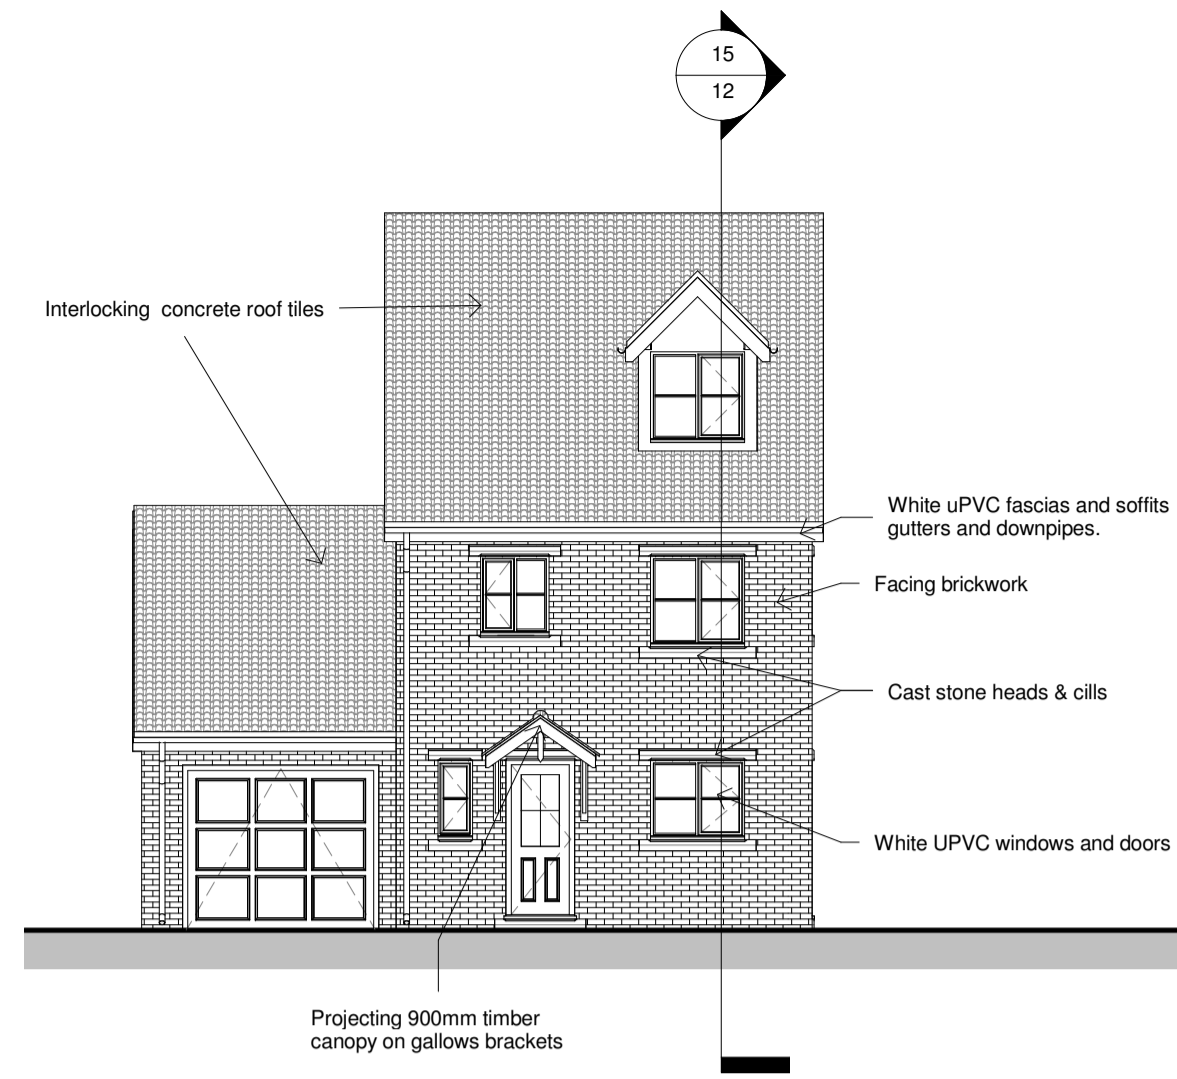 15
12
Interlocking  concrete roof tiles
White uPVC fascias and soffits
gutters and downpipes.
Facing brickwork
Cast stone heads & cills
White UPVC windows and doors
Projecting 900mm timber
canopy on gallows brackets